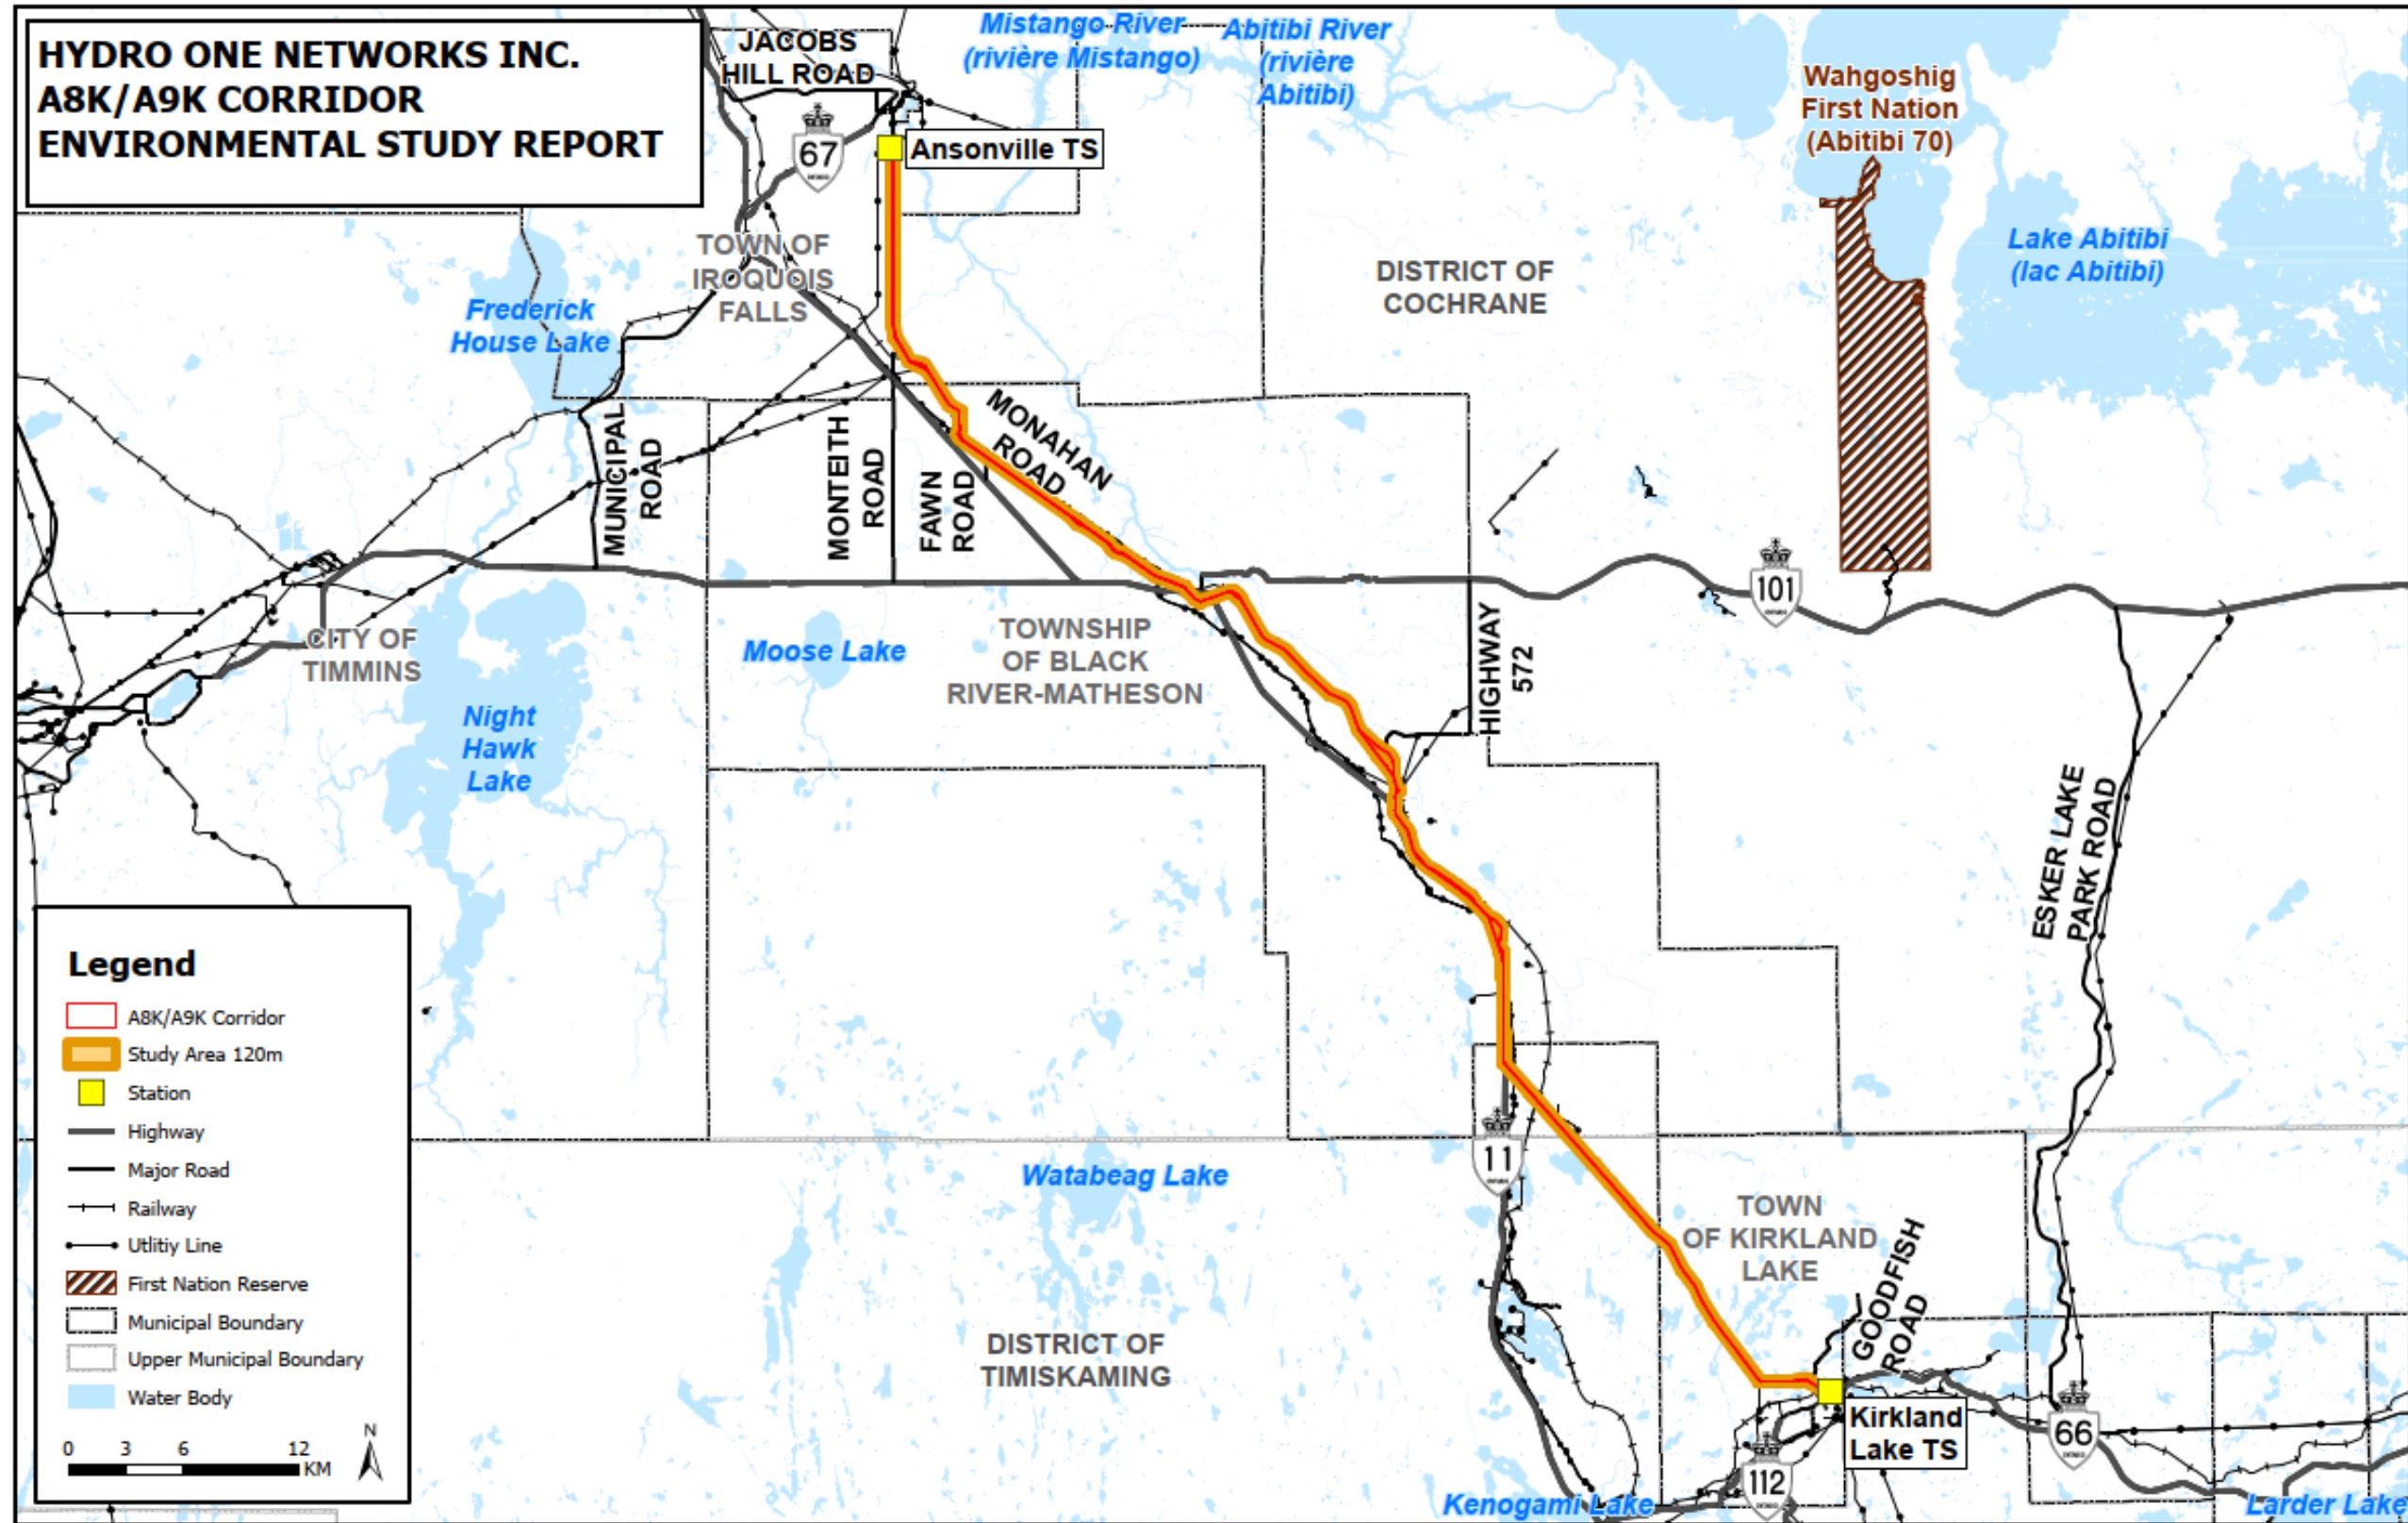 HYDRO ONE NETWORKS INC.
A8K/A9K CORRIDOR
ENVIRONMENTAL STUDY REPORT
JACOBS
HILL ROAD
Mistango River
(rivière Mistango)
Abitibi River
(rivière
Abitibi)
Wahgoshig
First Nation
(Abitibi 70)
67
Ansonville TS
TOWN OF
IROQUOIS
FALLS
Frederick
House Lake
DISTRICT OF
COCHRANE
Lake Abitibi
(lac Abitibi)
MUNICIPAL
ROAD
MONTEITH
ROAD
FAWN
ROAD
MONAHAN
ROAD
101
ONTARIO
CITY OF
TIMMINS
Moose Lake
TOWNSHIP
OF BLACK
RIVER-MATHESON
HIGHWAY
572
Night
Hawk
Lake
ESKER LAKE
PARK ROAD
11
Watabeag Lake
TOWN
OF KIRKLAND
LAKE
GOODFISH
ROAD
DISTRICT OF
TIMISKAMING
Kirkland
Lake TS
66
112
Kenogami Lake
Larder Lake
Legend
A8K/A9K Corridor
Study Area 120m
Station
Highway
Major Road
Railway
Utlitiy Line
First Nation Reserve
Municipal Boundary
Upper Municipal Boundary
Water Body
0 3 6 12
KM
N